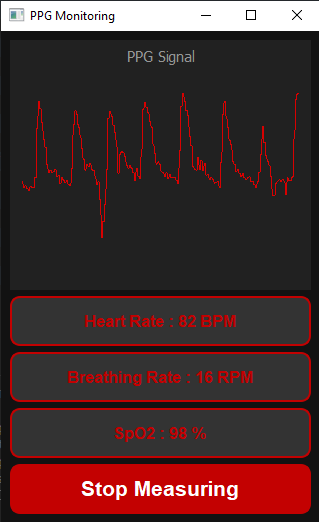 PPG Monitoring
PPG Signal
Heart Rate : 82 BPM
Breathing Rate : 16 RPM
SpO2 : 98 %
Stop Measuring